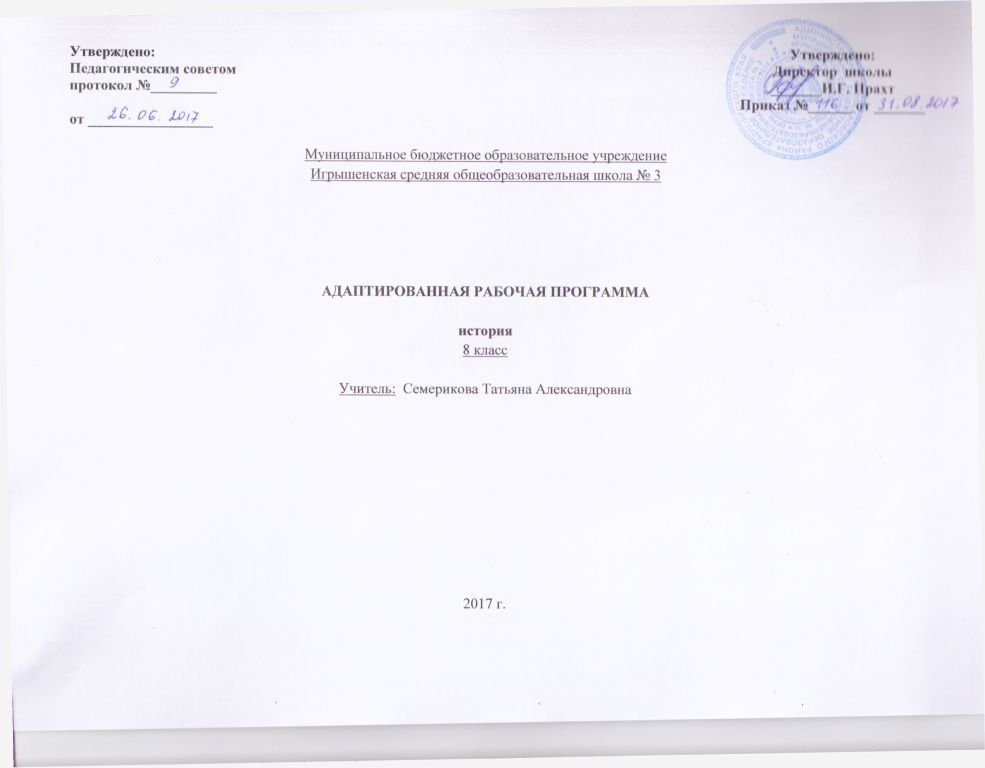 Утверждено:
Педагогическим советом
протокол № 9
от 26.06.2017
Утверждено:
Директор школы
И.Г. Прахт
Приказ № 116 от 31.08.2017
Муниципальное бюджетное образовательное учреждение
Игрышенская средняя общеобразовательная школа № 3
АДАПТИРОВАННАЯ РАБОЧАЯ ПРОГРАММА
история
8 класс
Учитель: Семерикова Татьяна Александровна
2017 г.